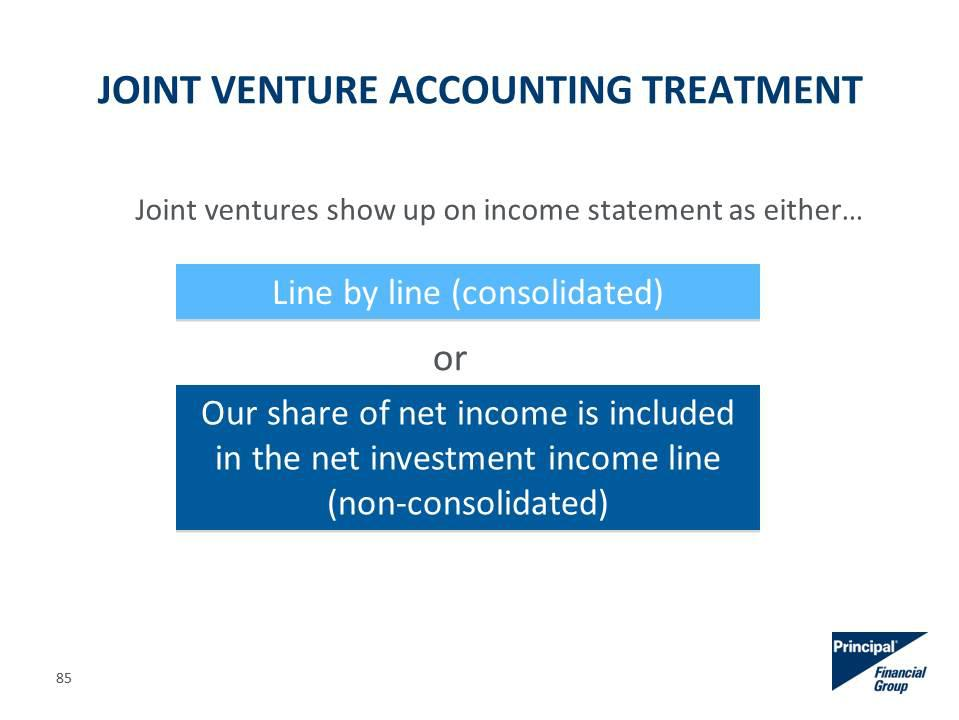 JOINT VENTURE ACCOUNTING TREATMENT
Joint ventures show up on income statement as either…
Line by line (consolidated)
or
Our share of net income is included
in the net investment income line
(non-consolidated)
85
Principal®
Financial
Group